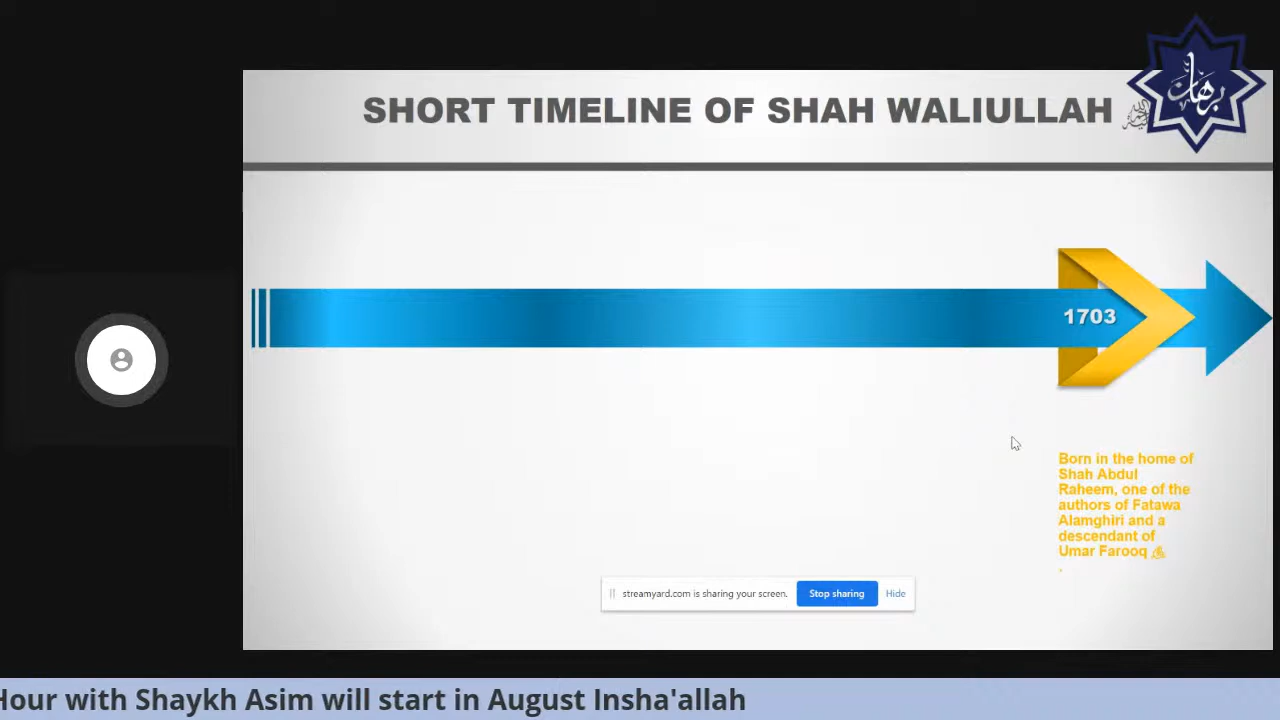 SHORT TIMELINE OF SHAH WALIULLAH
برهان
1703
Born in the home of
Shah Abdul
Raheem, one of the
authors of Fatawa
Alamghiri and a
descendant of
Umar Farooq
.
streamyard.com is sharing your screen. Stop sharing Hide
Hour with Shaykh Asim will start in August Insha'allah